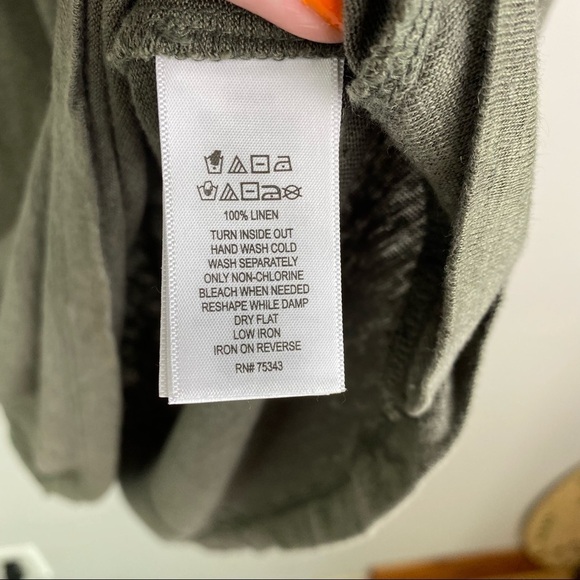 100% LINEN
TURN INSIDE OUT
HAND WASH COLD
WASH SEPARATELY
ONLY NON-CHLORINE
BLEACH WHEN NEEDED
RESHAPE WHILE DAMP
DRY FLAT
LOW IRON
IRON ON REVERSE
RN# 75343